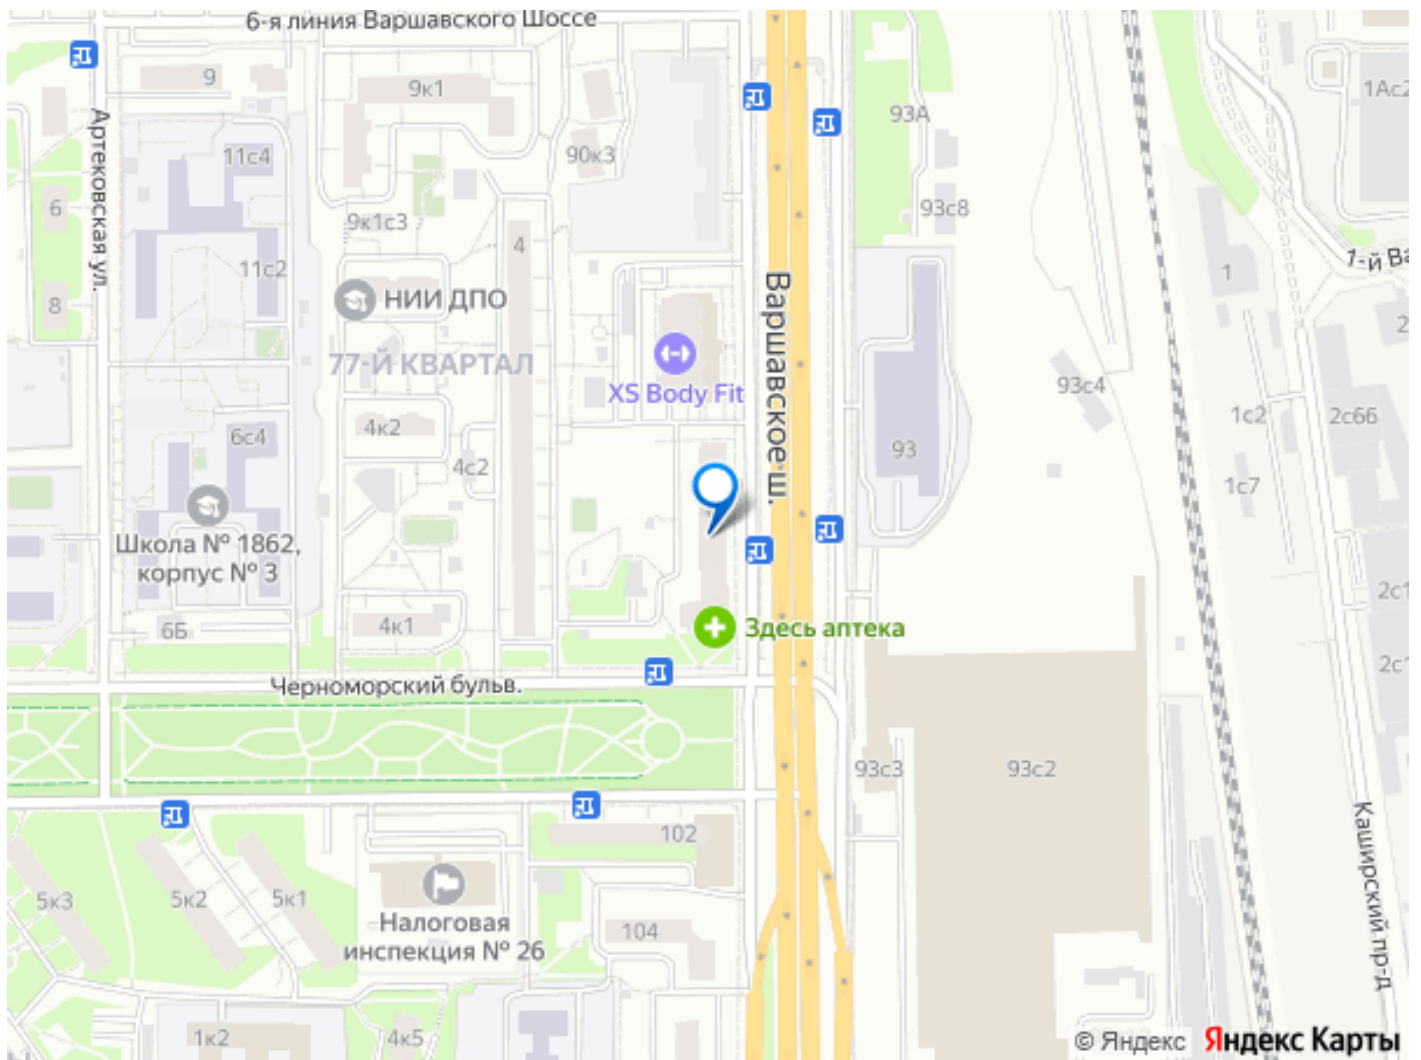 6-я линия Варшавского Шоссе
9
9к1
1Ас2
93А
Артековская ул.
11с4
90к3
6
93с8
9к1с3
4
11с2
1-й Ва
1
НИИ ДПО
8
Варшавское ш.
2
77-Й КВАРТАЛ
XS Body Fit
93с4
1с2
2с66
4к2
6с4
93
4с2
1с7
Школа № 1862,
корпус № 3
2с1
6Б
4к1
Здесь аптека
2с1
Черноморский бульв.
93с3
93с2
102
Каширский пр-д
5к3
5к2
5к1
Налоговая
инспекция № 26
104
1к2
4к5
© Яндекс
Яндекс Карты